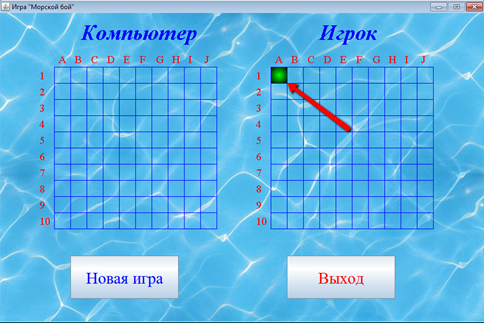 Игра "Морской бой"
Компьютер
Игрок
A B C D E F G H I J
A B C D E F G H I J
1
2
3
4
5
6
7
8
9
10
1
2
3
4
5
6
7
8
9
10
Новая игра
Выход